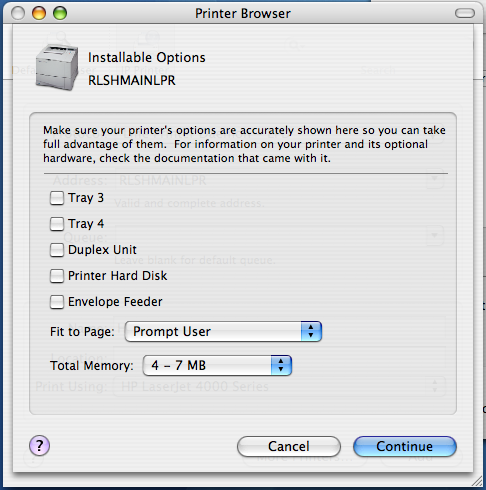 Printer Browser
Installable Options
RLSHMAINLPR
Make sure your printer's options are accurately shown here so you can take
full advantage of them. For information on your printer and its optional
hardware, check the documentation that came with it.
Address: RLSHMAINLPR
Tray 3
Valid and complete address.
Tray 4
Queue:
Duplex Unit
Leave blank for default queue.
Printer Hard Disk
Envelope Feeder
Fit to Page: Prompt User
Location:
Total Memory: 4 - 7 MB
Print Using: HP LaserJet 4000 Series
? Cancel Continue